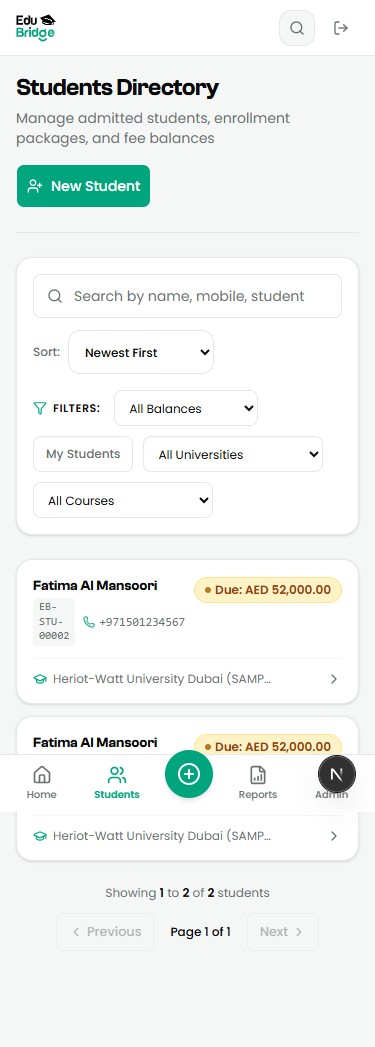 Edu
Bridge
Students Directory
Manage admitted students, enrollment
packages, and fee balances
New Student
Search by name, mobile, student
Sort: Newest First
FILTERS: All Balances
My Students All Universities
All Courses
Fatima Al Mansoori Due: AED 52,000.00
EB-
STU-
00002
+971501234567
Heriot-Watt University Dubai (SAMP...
Fatima Al Mansoori Due: AED 52,000.00
Home Students Reports Admin
N
Heriot-Watt University Dubai (SAMP...
Showing 1 to 2 of 2 students
Previous Page 1 of 1 Next